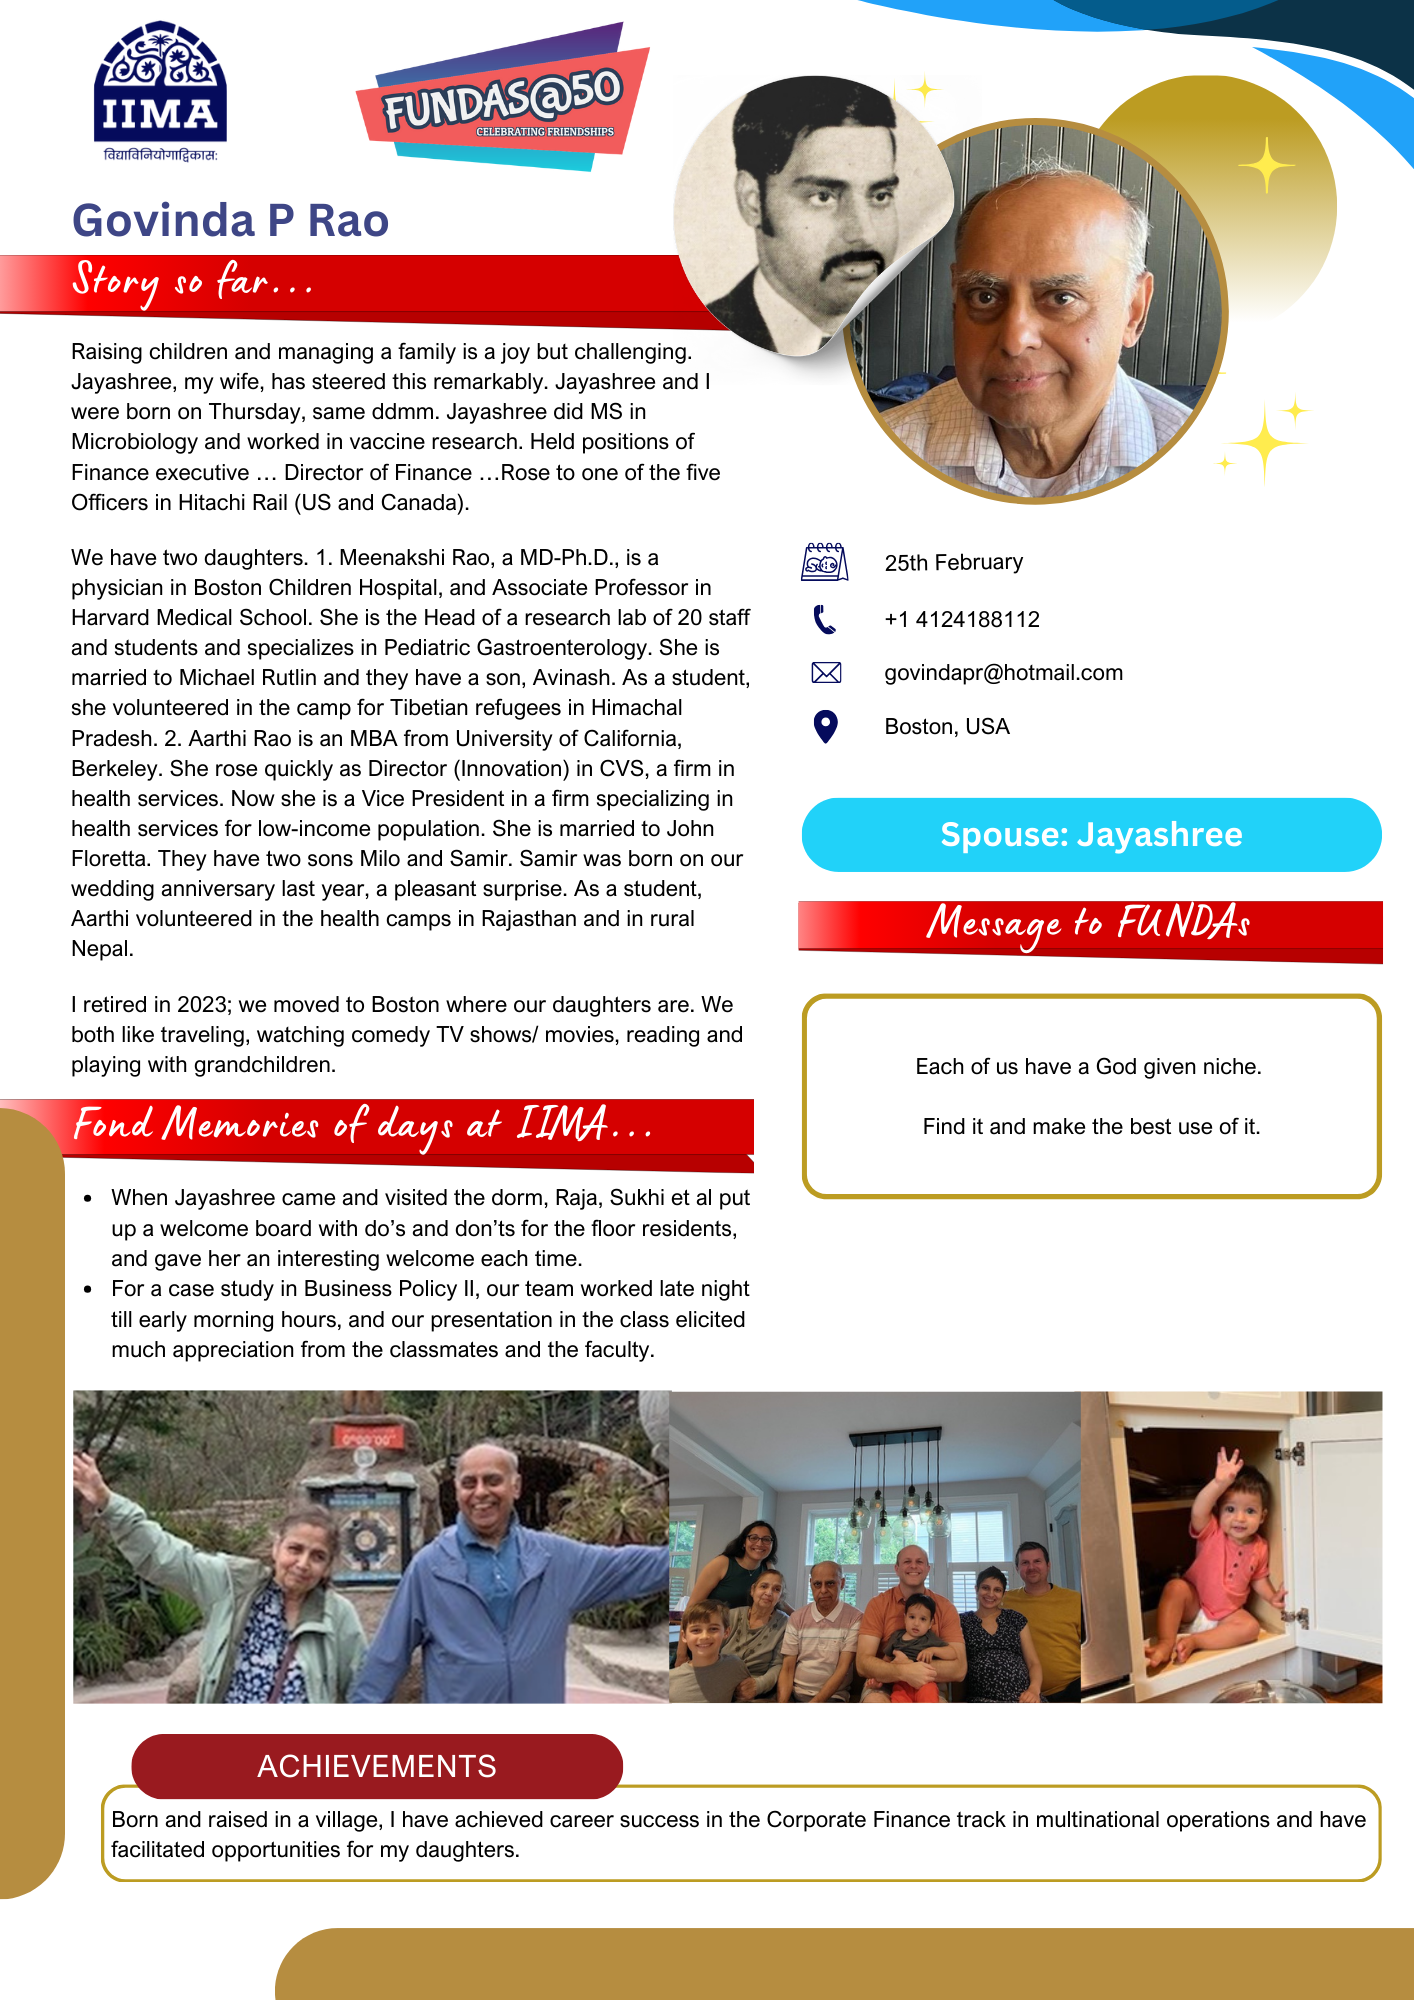 IIMA
विद्याविनियोगाद्विकास:
FUNDAS@50
CELEBRATING FRIENDSHIPS
Govinda P Rao
Story so far...
Raising children and managing a family is a joy but challenging.
Jayashree, my wife, has steered this remarkably. Jayashree and I
were born on Thursday, same ddmm. Jayashree did MS in
Microbiology and worked in vaccine research. Held positions of
Finance executive … Director of Finance …Rose to one of the five
Officers in Hitachi Rail (US and Canada).
We have two daughters. 1. Meenakshi Rao, a MD-Ph.D., is a
physician in Boston Children Hospital, and Associate Professor in
Harvard Medical School. She is the Head of a research lab of 20 staff
and students and specializes in Pediatric Gastroenterology. She is
married to Michael Rutlin and they have a son, Avinash. As a student,
she volunteered in the camp for Tibetian refugees in Himachal
Pradesh. 2. Aarthi Rao is an MBA from University of California,
Berkeley. She rose quickly as Director (Innovation) in CVS, a firm in
health services. Now she is a Vice President in a firm specializing in
health services for low-income population. She is married to John
Floretta. They have two sons Milo and Samir. Samir was born on our
wedding anniversary last year, a pleasant surprise. As a student,
Aarthi volunteered in the health camps in Rajasthan and in rural
Nepal.
I retired in 2023; we moved to Boston where our daughters are. We
both like traveling, watching comedy TV shows/ movies, reading and
playing with grandchildren.
Fond Memories of days at IIMA...
• When Jayashree came and visited the dorm, Raja, Sukhi et al put
up a welcome board with do’s and don’ts for the floor residents,
and gave her an interesting welcome each time.
• For a case study in Business Policy II, our team worked late night
till early morning hours, and our presentation in the class elicited
much appreciation from the classmates and the faculty.
25th February
+1 4124188112
govindapr@hotmail.com
Boston, USA
Spouse: Jayashree
Message to FUNDAs
Each of us have a God given niche.
Find it and make the best use of it.
ACHIEVEMENTS
Born and raised in a village, I have achieved career success in the Corporate Finance track in multinational operations and have
facilitated opportunities for my daughters.